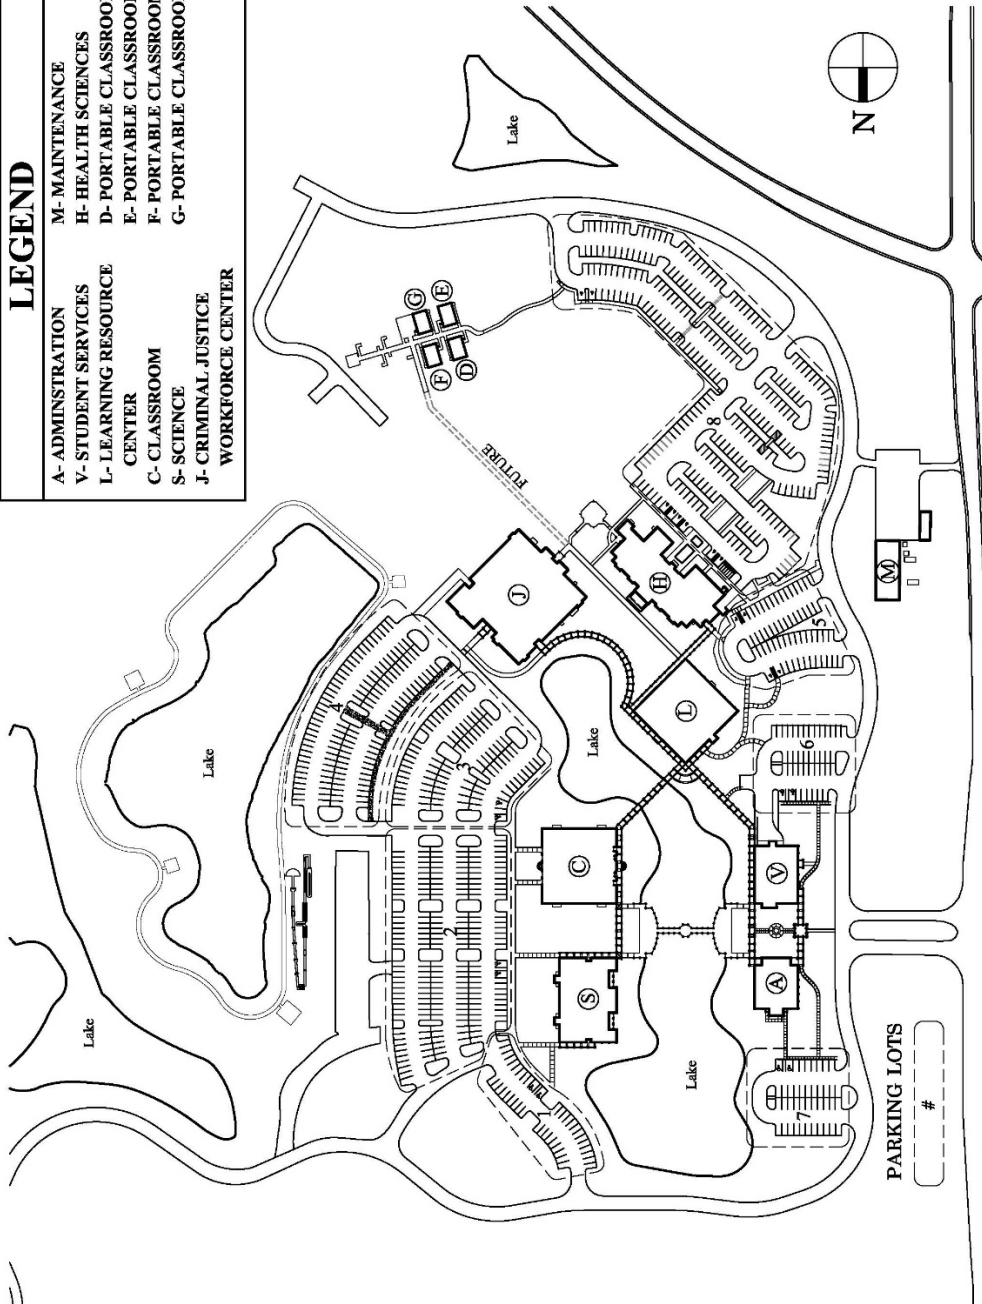 LEGEND
A- ADMINSTRATION
V- STUDENT SERVICES
L- LEARNING RESOURCE
CENTER
C- CLASSROOM
S- SCIENCE
J- CRIMINAL JUSTICE
WORKFORCE CENTER
M- MAINTENANCE
H- HEALTH SCIENCES
D- PORTABLE CLASSROO
E- PORTABLE CLASSROO
F- PORTABLE CLASSROO
G- PORTABLE CLASSROO
Lake
N
G
E
F
D
FUTURE
8
J
H
M
5
4
Lake
3
Lake
L
6
C
V
2
S
A
Lake
Lake
1
7
PARKING LOTS
#